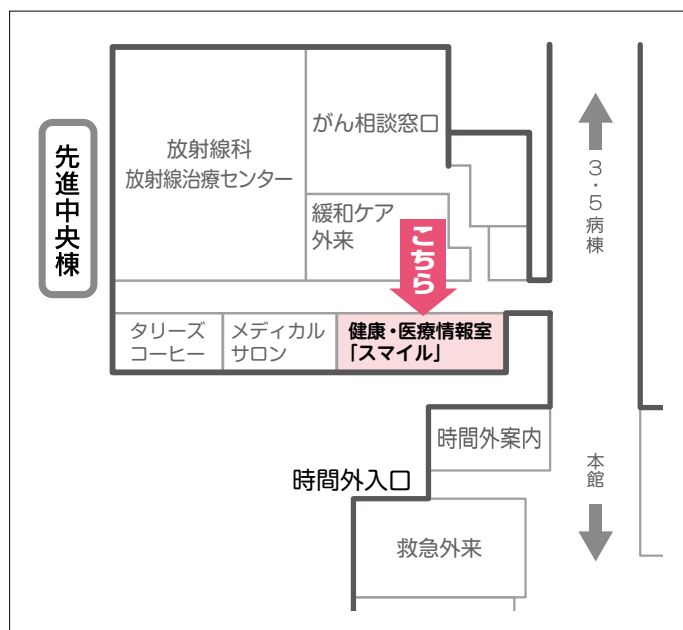 先進中央棟
放射線科
放射線治療センター
がん相談窓口
緩和ケア
外来
こちら
3・5病棟
タリーズ
コーヒー
メディカル
サロン
健康・医療情報室
「スマイル」
時間外案内
時間外入口
本館
救急外来